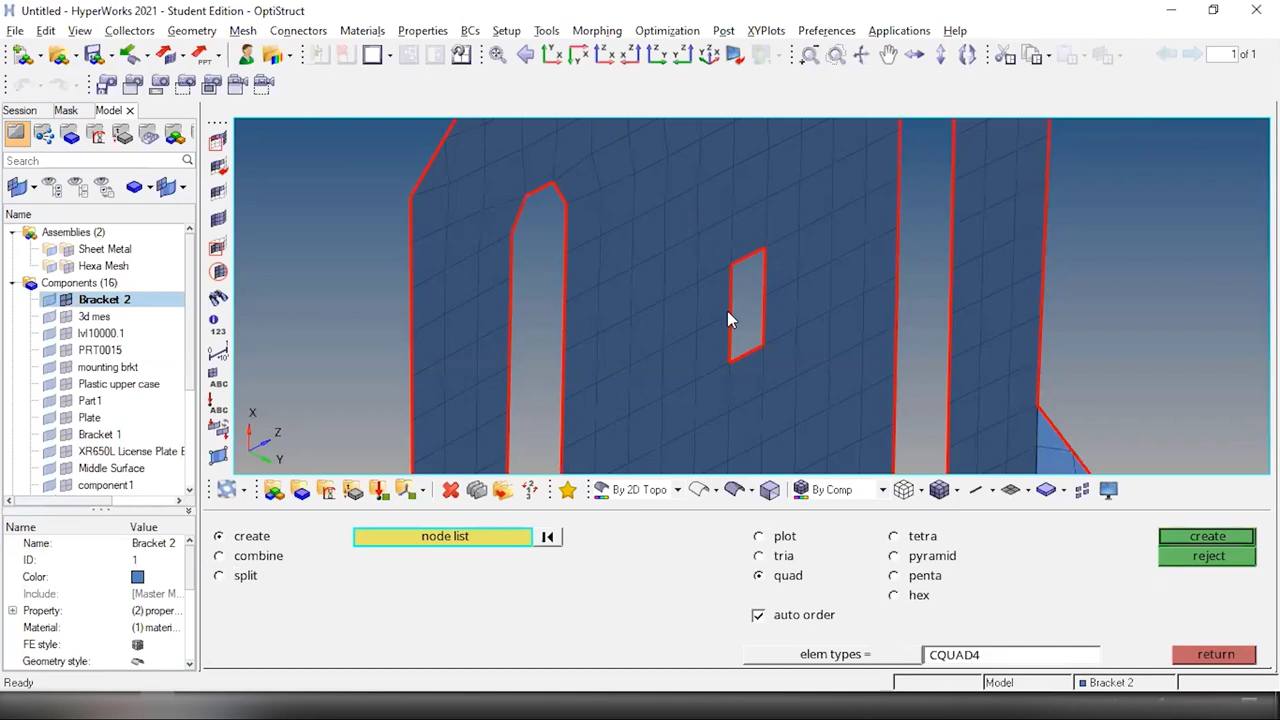 Untitled - HyperWorks 2021 - Student Edition - OptiStruct
File Edit View Collectors Geometry Mesh Connectors Materials Properties BCs Setup Tools Morphing Optimization Post XYPlots Preferences Applications Help
1 of 1
Session Mask Model
Search
Name
Assemblies (2)
Sheet Metal
Hexa Mesh
Components (16)
Bracket 2
3d mes
lvl10000.1
PRT0015
mounting brkt
Plastic upper case
Part1
Plate
Bracket 1
XR650L License Plate B
Middle Surface
component1
123
ABC
ABC
X
Z
Y
By 2D Topo
By Comp
Name Value
Name: Bracket 2
ID: 1
Color:
Include: [Master M...
Property: (2) proper...
Material: (1) materi...
FE style:
Geometry style:
create
combine
split
node list
plot
tria
quad
tetra
pyramid
penta
hex
auto order
elem types = CQUAD4
create
reject
return
Ready
Model
Bracket 2